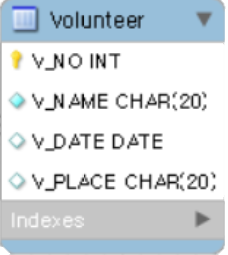 volunteer
V_NO INT
V_NAME CHAR(20)
V_DATE DATE
V_PLACE CHAR(20)
Indexes